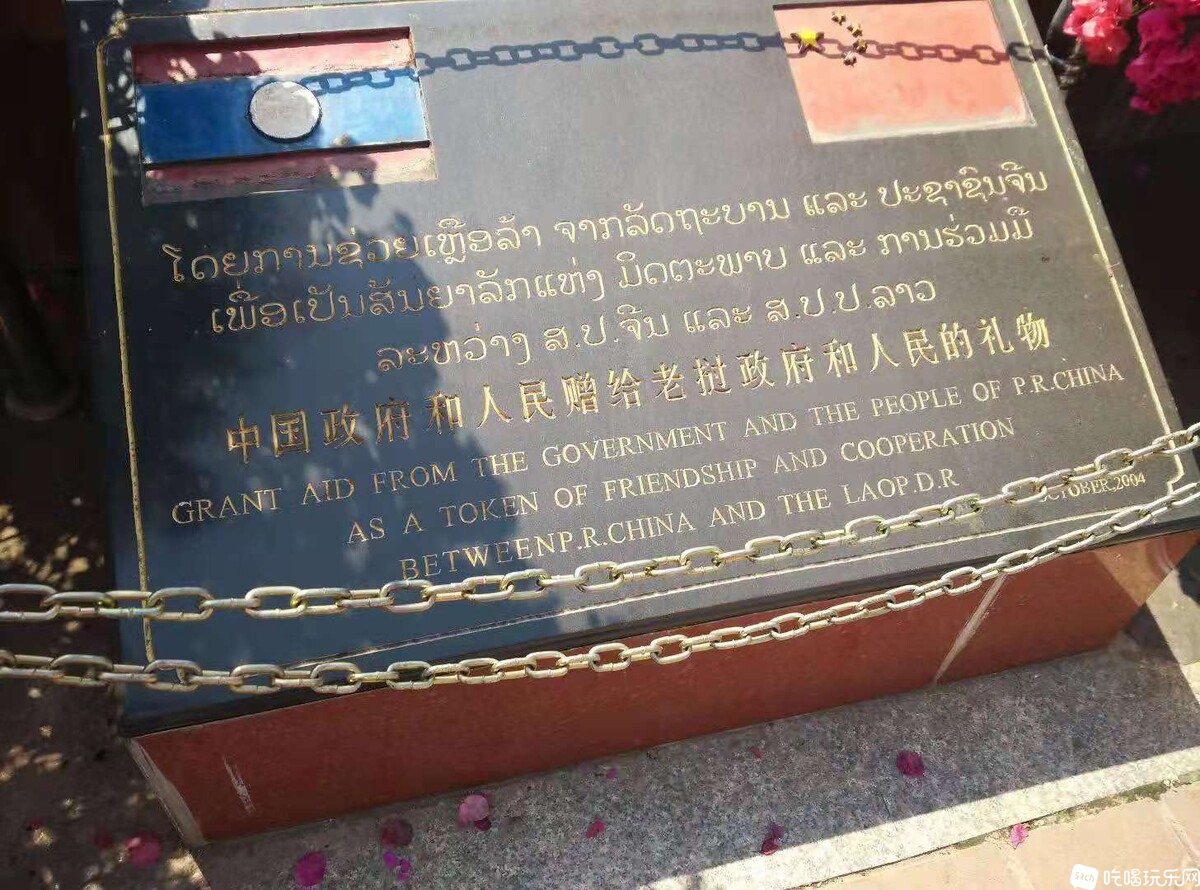 ໂດຍການຊ່ວຍເຫຼືອລ້າ ຈາກລັດຖະບານ ແລະ ປະຊາຊົນຈີນ
ເພື່ອເປັນສັນຍາລັກແຫ່ງ ມິດຕະພາບ ແລະ ການຮ່ວມມື
ລະຫວ່າງ ສ.ປ.ຈີນ ແລະ ສ.ປ.ປ.ລາວ
中国政府和人民赠给老挝政府和人民的礼物
GRANT AID FROM THE GOVERNMENT AND THE PEOPLE OF P.R.CHINA
AS A TOKEN OF FRIENDSHIP AND COOPERATION
BETWEENP.R.CHINA AND THE LAOP.D.R
OCTOBER,2004
sach 吃喝玩乐网